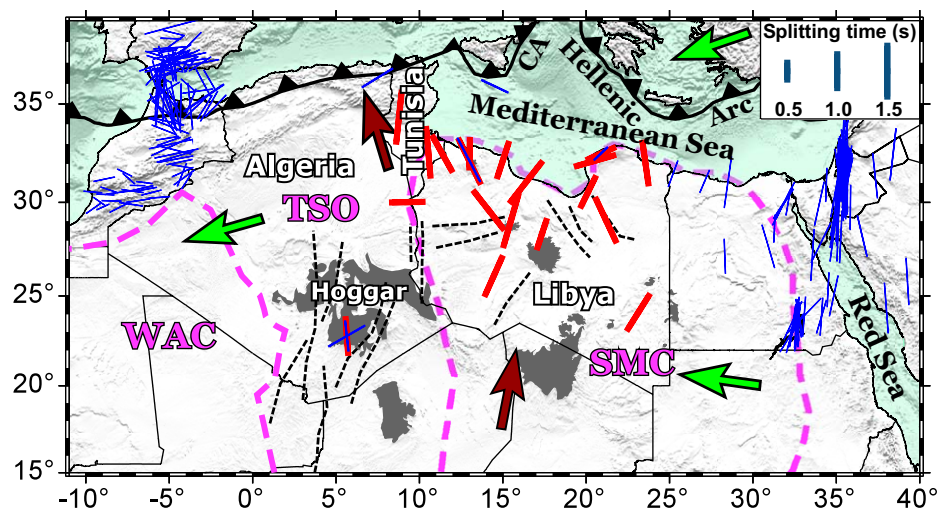 Splitting time (s)
0.5 1.0 1.5
CA
Hellenic
Arc
Mediterranean Sea
Tunisia
Algeria
TSO
Hoggar
Libya
WAC
SMC
Red Sea
35°
30°
25°
20°
15°
-10° -5° 0° 5° 10° 15° 20° 25° 30° 35° 40°